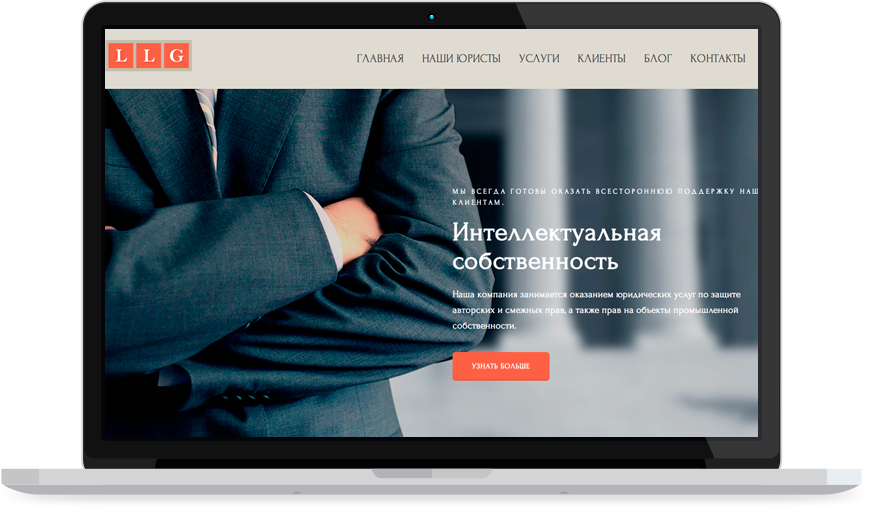 L L G
ГЛАВНАЯ НАШИ ЮРИСТЫ УСЛУГИ КЛИЕНТЫ БЛОГ КОНТАКТЫ
МЫ ВСЕГДА ГОТОВЫ ОКАЗАТЬ ВСЕСТОРОННЮЮ ПОДДЕРЖКУ НАШ
КЛИЕНТАМ.
Интеллектуальная
собственность
Наша компания занимается оказанием юридических услуг по защите
авторских и смежных прав, а также прав на объекты промышленной
собственности.
УЗНАТЬ БОЛЬШЕ